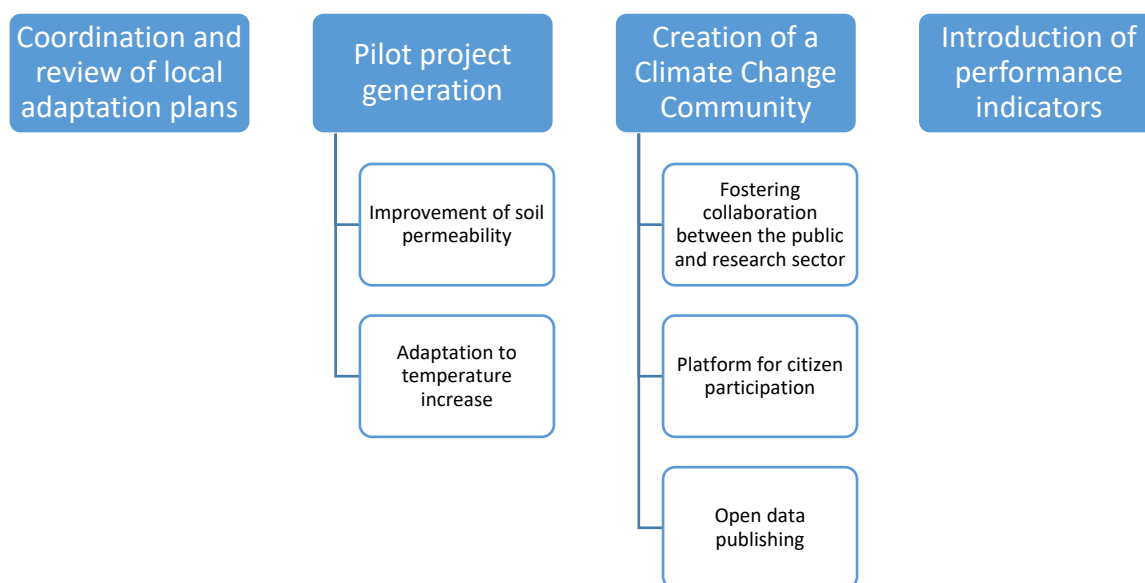 Coordination and
review of local
adaptation plans
Pilot project
generation
Improvement of soil
permeability
Adaptation to
temperature
increase
Creation of a
Climate Change
Community
Fostering
collaboration
between the public
and research sector
Platform for citizen
participation
Open data
publishing
Introduction of
performance
indicators